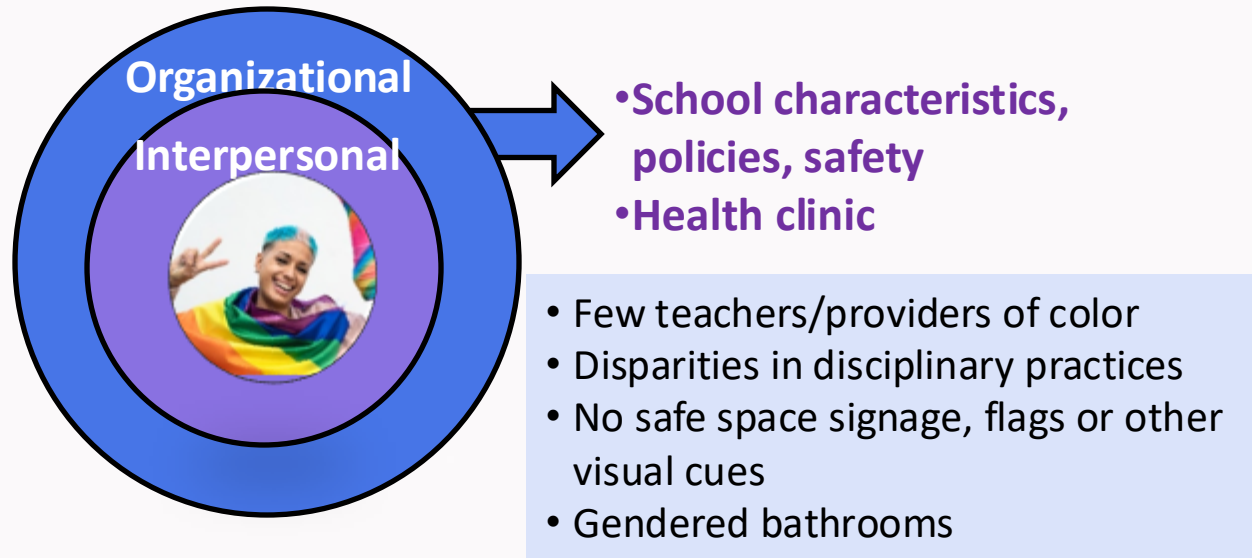 Organizational
Interpersonal
•School characteristics,
policies, safety
•Health clinic
• Few teachers/providers of color
• Disparities in disciplinary practices
• No safe space signage, flags or other
visual cues
• Gendered bathrooms